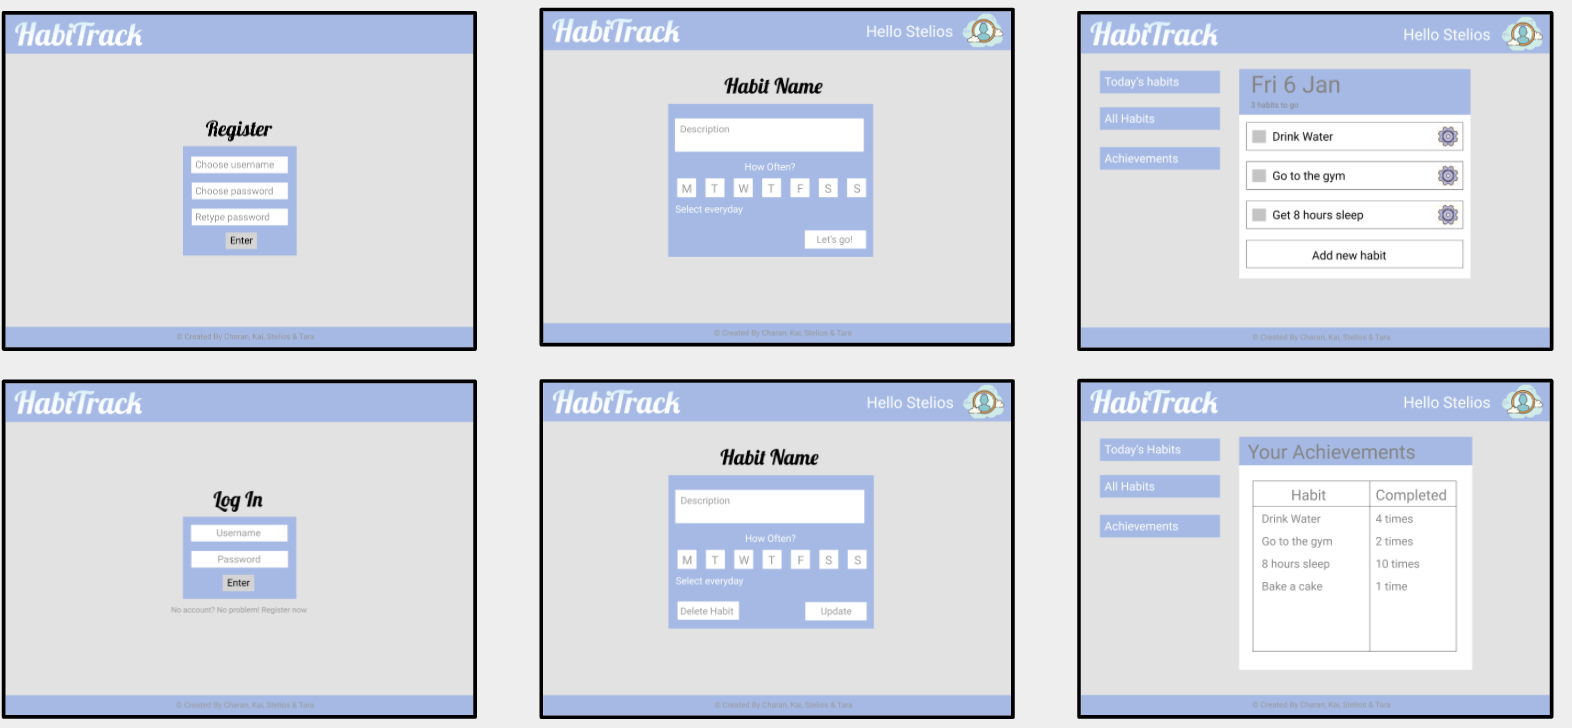 HabiTrack
Register
Choose username
Choose password
Retype password
Enter
© Created By Charan, Kai, Stelios & Tara
HabiTrack
Hello Stelios
Habit Name
Description
How Often?
M T W T F S S
Select everyday
Let's go!
© Created By Charan, Kai, Stelios & Tara
HabiTrack
Hello Stelios
Today's habits
All Habits
Achievements
Fri 6 Jan
3 habits to go
Drink Water
Go to the gym
Get 8 hours sleep
Add new habit
© Created By Charan, Kai, Stelios & Tara
HabiTrack
Log In
Username
Password
Enter
No account? No problem! Register now
© Created By Charan, Kai, Stelios & Tara
HabiTrack
Hello Stelios
Habit Name
Description
How Often?
M T W T F S S
Select everyday
Delete Habit
Update
© Created By Charan, Kai, Stelios & Tara
HabiTrack
Hello Stelios
Today's Habits
All Habits
Achievements
Your Achievements
Habit Completed
Drink Water 4 times
Go to the gym 2 times
8 hours sleep 10 times
Bake a cake 1 time
© Created By Charan, Kai, Stelios & Tara